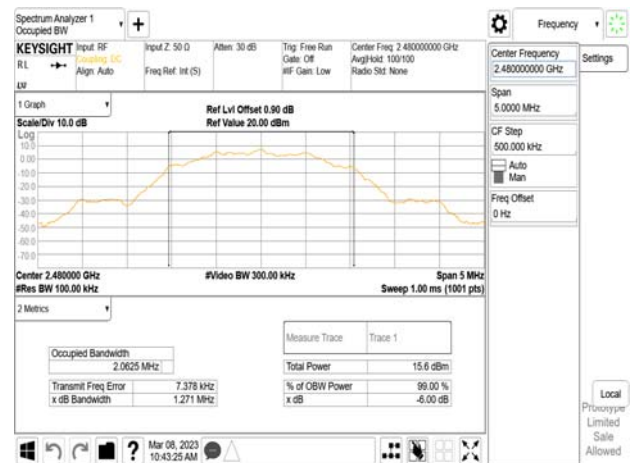 Spectrum Analyzer 1
Occupied BW
+
Frequency
KEYSIGHT
RL
Input: RF
Coupling: DC
Align: Auto
Input Z: 50 Ω
Freq Ref: Int (S)
Atten: 30 dB
Trig: Free Run
Gate: Off
#IF Gain: Low
Center Freq: 2.480000000 GHz
Avg|Hold: 100/100
Radio Std: None
Center Frequency
2.480000000 GHz
Settings
Span
5.0000 MHz
CF Step
500.000 kHz
Auto
Man
Freq Offset
0 Hz
1 Graph
Scale/Div 10.0 dB
Ref Lvl Offset 0.90 dB
Ref Value 20.00 dBm
Log
10.0
0.00
-10.0
-20.0
-30.0
-40.0
-50.0
-60.0
-70.0
Center 2.480000 GHz
#Res BW 100.00 kHz
#Video BW 300.00 kHz
Span 5 MHz
Sweep 1.00 ms (1001 pts)
2 Metrics
Measure Trace
Trace 1
Occupied Bandwidth
2.0625 MHz
Total Power
15.6 dBm
Transmit Freq Error
7.378 kHz
% of OBW Power
99.00 %
x dB Bandwidth
1.271 MHz
x dB
-6.00 dB
Local
Prototype
Limited
Sale
Allowed
?
Mar 08, 2023
10:43:25 AM